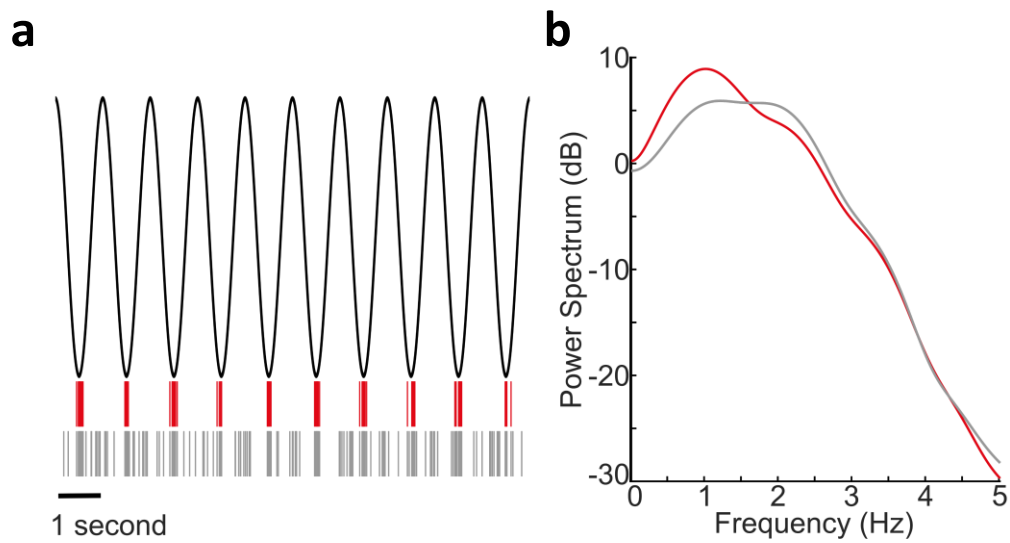 a
1 second
b
Power Spectrum (dB)
10
0
-10
-20
-30
0 1 2 3 4 5
Frequency (Hz)